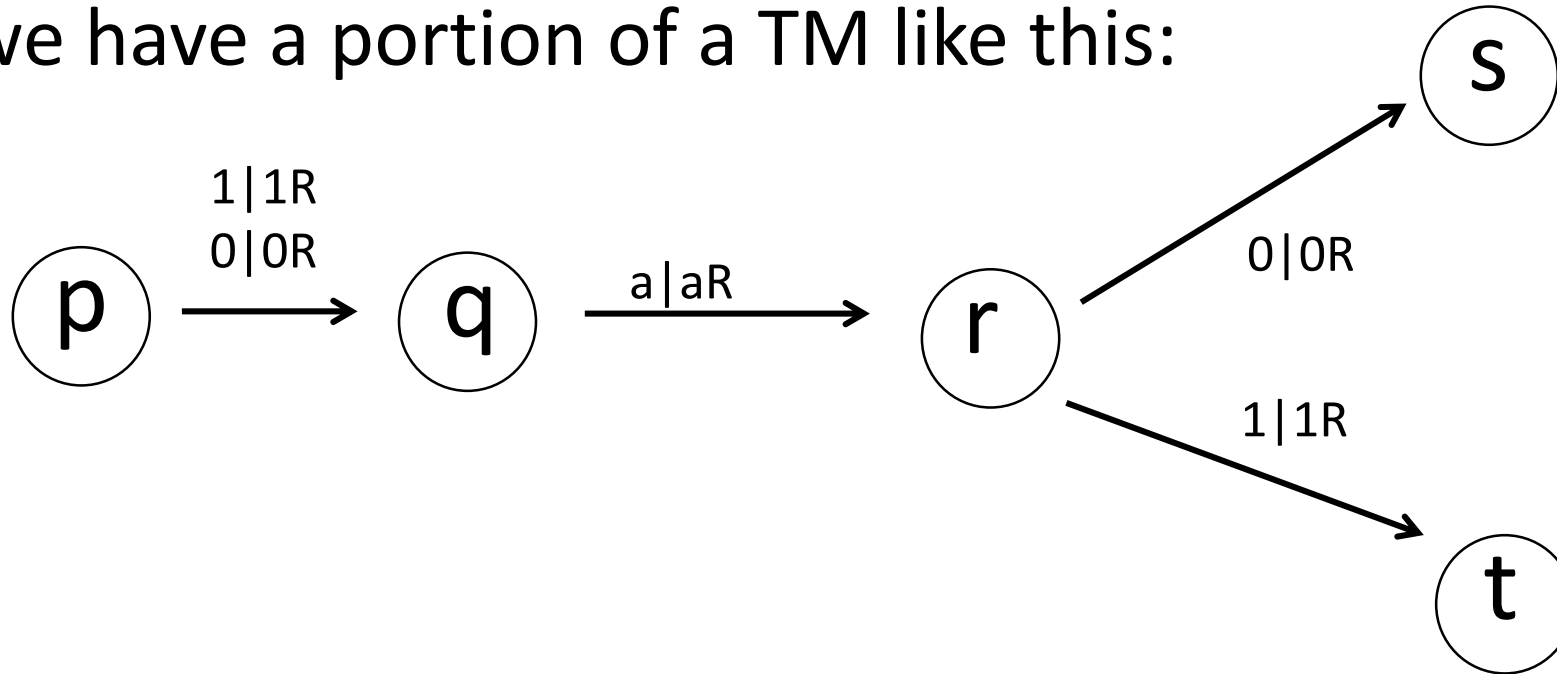 we have a portion of a TM like this:
s
1|1R
0|0R
0|0R
a|aR
p
q
r
1|1R
t